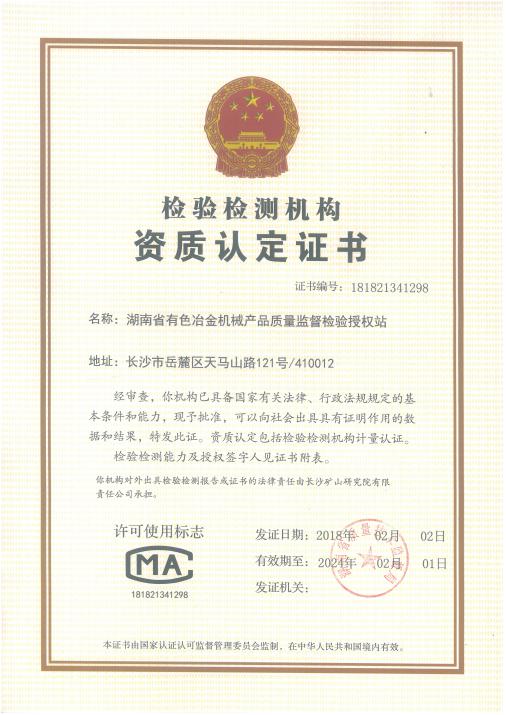 检验检测机构
资质认定证书
证书编号：181821341298
名称：湖南省有色冶金机械产品质量监督检验授权站
地址：长沙市岳麓区天马山路121号/410012
经审查，你机构已具备国家有关法律、行政法规规定的基
本条件和能力，现予批准，可以向社会出具具有证明作用的数
据和结果，特发此证。资质认定包括检验检测机构计量认证。
检验检测能力及授权签字人见证书附表。
你机构对外出具检验检测报告或证书的法律责任由长沙矿山研究院有限
责任公司承担。
许可使用标志
MA
181821341298
发证日期：2018年 02月 02日
有效期至：2024年 02月 01日
发证机关：
湖南省质量技术监督局
本证书由国家认证认可监督管理委员会监制，在中华人民共和国境内有效。